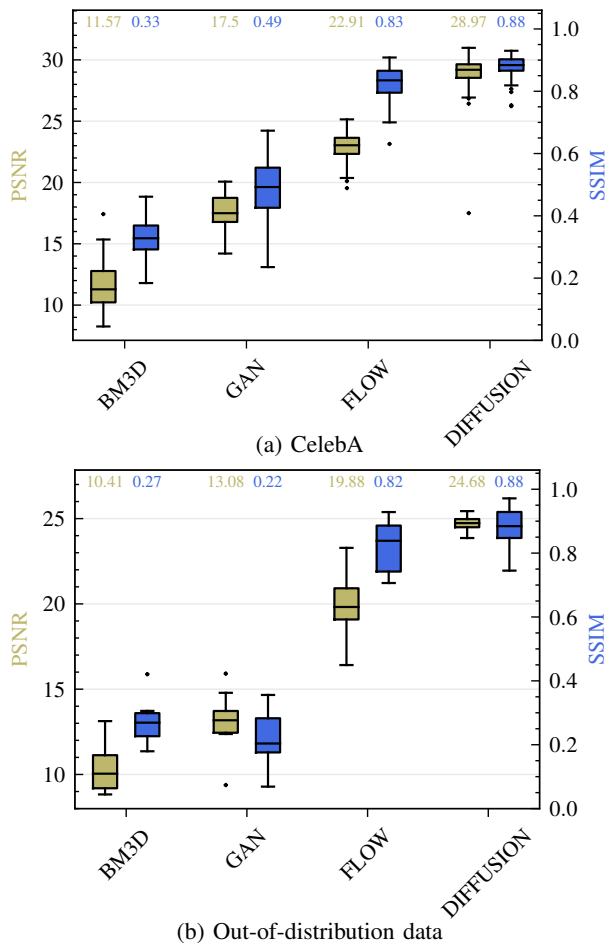 11.57 0.33 17.5 0.49 22.91 0.83 28.97 0.88
PSNR
30
25
20
15
10
1.0
0.8
0.6
0.4
0.2
0.0
SSIM
BM3D GAN FLOW DIFFUSION
(a) CelebA
10.41 0.27 13.08 0.22 19.88 0.82 24.68 0.88
PSNR
25
20
15
10
1.0
0.8
0.6
0.4
0.2
0.0
SSIM
BM3D GAN FLOW DIFFUSION
(b) Out-of-distribution data